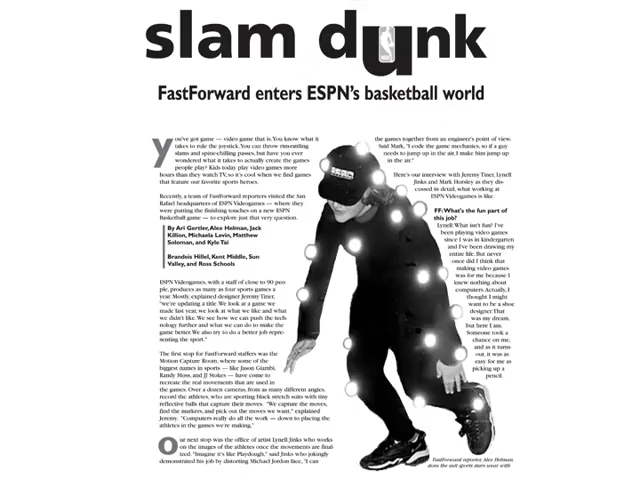 slam dunk
FastForward enters ESPN's basketball world
you've got game — video game that is. You know what it
takes to rule the joystick. You can throw rim-rattling
slams and spine-chilling passes, but have you ever
wondered what it takes to actually create the games
people play? Kids today play video games more
hours than they watch TV, so it's cool when we find games
that feature our favorite sports heroes.
Recently, a team of FastForward reporters visited the San
Rafael headquarters of ESPN Videogames — where they
were putting the finishing touches on a new ESPN
Basketball game — to explore just that very question.
By Ari Gertler, Alex Helman, Jack
Killion, Michaela Levin, Matthew
Soloman, and Kyle Tai
Brandeis Hillel, Kent Middle, Sun
Valley, and Ross Schools
ESPN Videogames, with a staff of close to 90 peo-
ple, produces as many as four sports games a
year. Mostly, explained designer Jeremy Tiner,
"we're updating a title. We look at a game we
made last year, we look at what we like and what
we didn't like. We see how we can push the tech-
nology further and what we can do to make the
game better. We also try to do a better job repre-
senting the sport."
The first stop for FastForward staffers was the
Motion Capture Room, where some of the
biggest names in sports — like Jason Giambi,
Randy Moss, and JJ Stokes — have come to
recreate the real movements that are used in
the games. Over a dozen cameras, from as many different angles,
record the athletes, who are sporting black stretch suits with tiny
reflective balls that capture their moves. "We capture the moves,
find the markers, and pick out the moves we want," explained
Jeremy. "Computers really do all the work — down to placing
the athletes in the games we're making."
Our next stop was the office of artist Lynell Jinks who works
on the images of the athletes once the movements are final-
ized. "Imagine it's like Playdough," said Jinks who jokingly
demonstrated his job by distorting Michael Jordon face, "I can
the games together from an engineer's point of view.
Said Mark, "I code the game mechanics, so if a guy
needs to jump up in the air, I make him jump up
in the air."
Here's our interview with Jeremy Tiner, Lynell
Jinks and Mark Horsley as they dis-
cussed in detail, what working at
ESPN Videogames is like.
FF: What's the fun part of
this job?
Lynell: What isn't fun? I've
been playing video games
since I was in kindergarten
and I've been drawing my
entire life. But never
once did I think that
making video games
was for me because I
knew nothing about
computers. Actually, I
thought I might
want to be a shoe
designer. That
was my dream,
but here I am.
Someone took a
chance on me,
and as it turns
out, it was as
easy for me as
picking up a
pencil.
FastForward reporter, Alex Helman,
dons the suit sports stars wear with